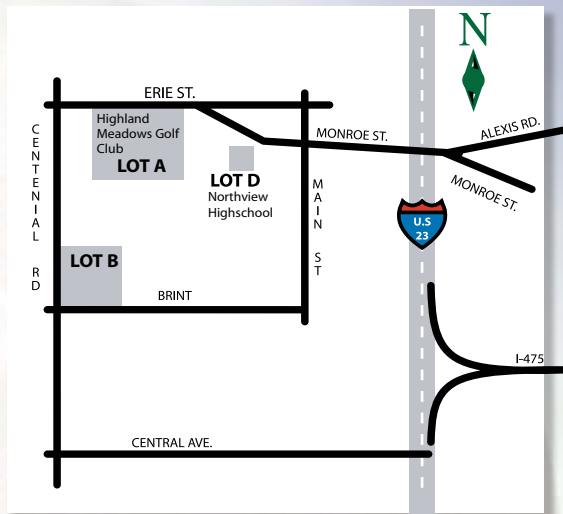 N
ERIE ST.
Highland
Meadows Golf
Club
LOT A
MONROE ST.
ALEXIS RD.
MONROE ST.
CENTENIAL RD
LOT D
Northview
Highschool
MAIN ST
U.S
23
LOT B
BRINT
I-475
CENTRAL AVE.